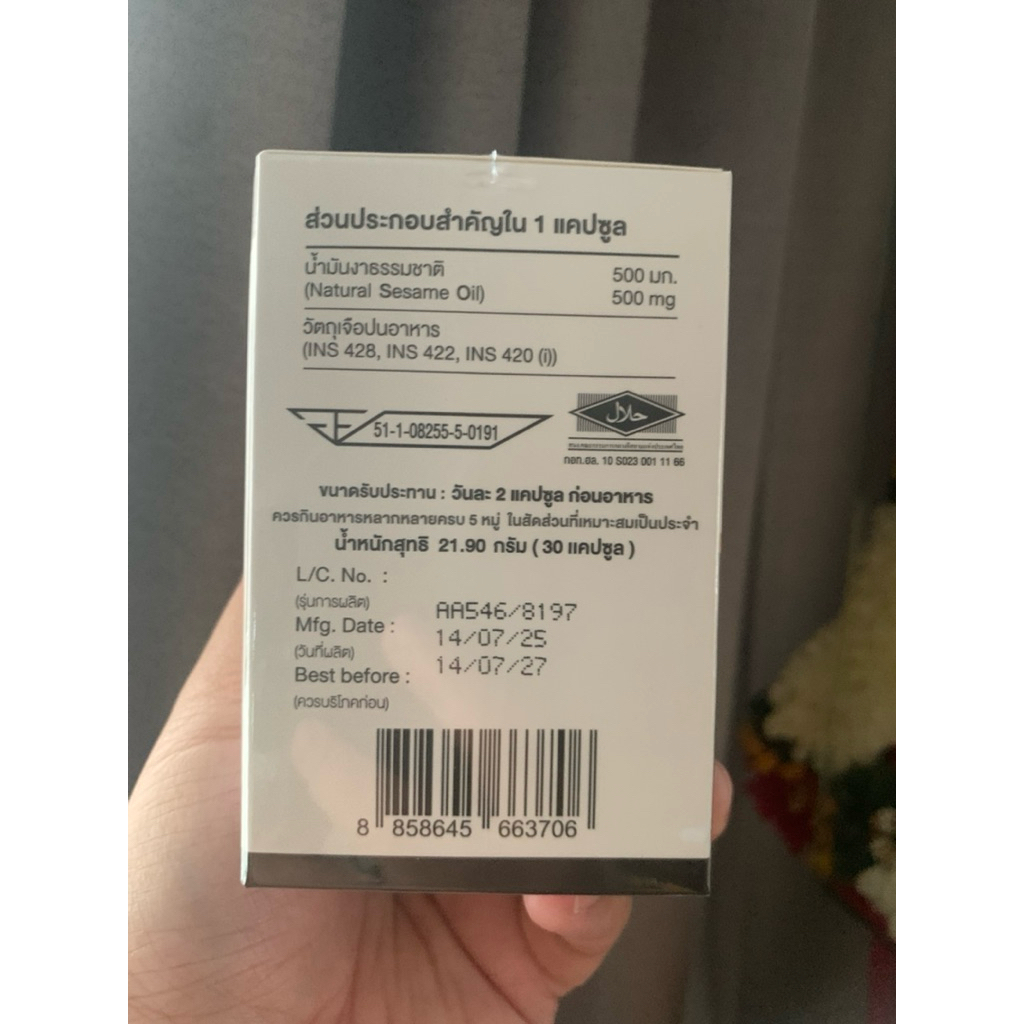 ส่วนประกอบสำคัญใน 1 แคปซูล
น้ำมันงาธรรมชาติ 500 มก.
(Natural Sesame Oil) 500 mg
วัตถุเจือปนอาหาร
(INS 428, INS 422, INS 420 (i))
51-1-08255-5-0191
حلال
กอท.ฮล. 10 S023 001 11 66
ขนาดรับประทาน : วันละ 2 แคปซูล ก่อนอาหาร
ควรกินอาหารหลากหลายครบ 5 หมู่ ในสัดส่วนที่เหมาะสมเป็นประจำ
น้ำหนักสุทธิ 21.90 กรัม ( 30 แคปซูล )
L/C. No. :
(รุ่นการผลิต) AA546/8197
Mfg. Date : 14/07/25
(วันที่ผลิต)
Best before : 14/07/27
(ควรบริโภคก่อน)
8 858645 663706